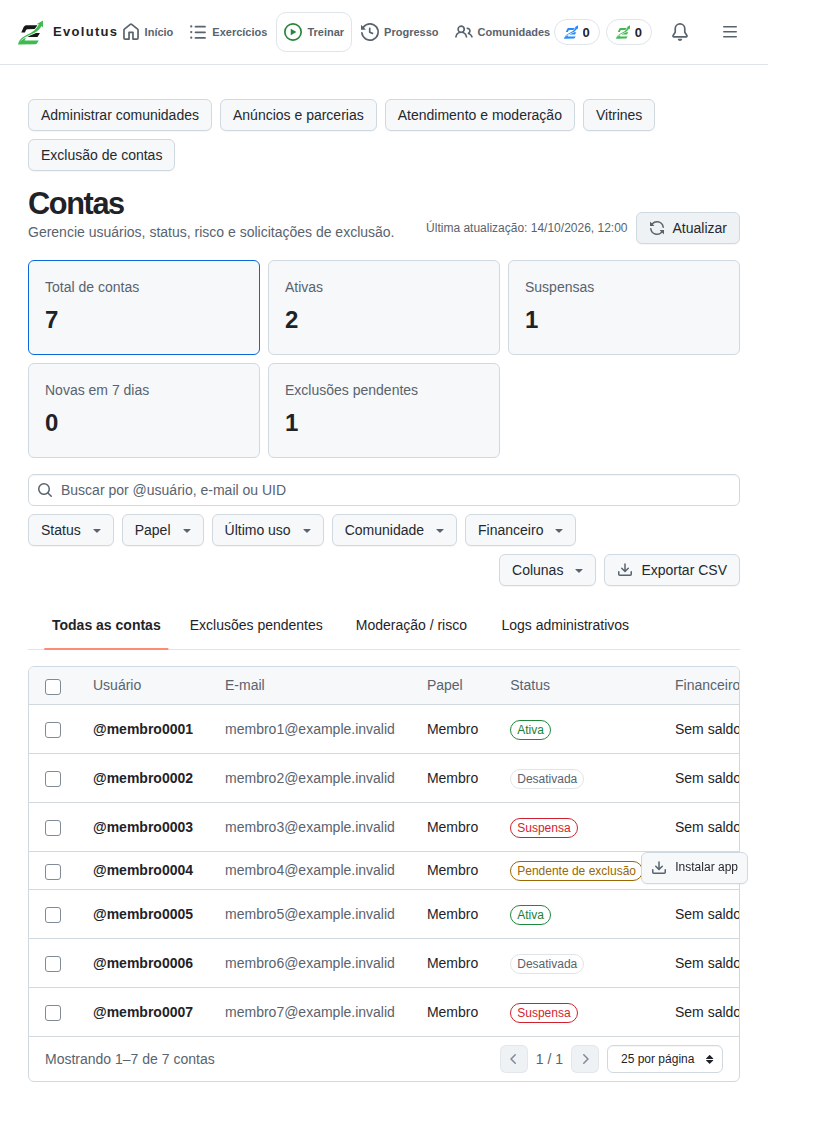 Evolutus Início Exercícios Treinar Progresso Comunidades 0 0
Administrar comunidades Anúncios e parcerias Atendimento e moderação Vitrines
Exclusão de contas
Contas
Gerencie usuários, status, risco e solicitações de exclusão. Última atualização: 14/10/2026, 12:00 Atualizar
Total de contas Ativas Suspensas
7 2 1
Novas em 7 dias Exclusões pendentes
0 1
Buscar por @usuário, e-mail ou UID
Status Papel Último uso Comunidade Financeiro
Colunas Exportar CSV
Todas as contas Exclusões pendentes Moderação / risco Logs administrativos
Usuário E-mail Papel Status Financeiro
@membro0001 membro1@example.invalid Membro Ativa Sem saldo
@membro0002 membro2@example.invalid Membro Desativada Sem saldo
@membro0003 membro3@example.invalid Membro Suspensa Sem saldo
@membro0004 membro4@example.invalid Membro Pendente de exclusão Instalar app
@membro0005 membro5@example.invalid Membro Ativa Sem saldo
@membro0006 membro6@example.invalid Membro Desativada Sem saldo
@membro0007 membro7@example.invalid Membro Suspensa Sem saldo
Mostrando 1–7 de 7 contas 1 / 1 25 por página